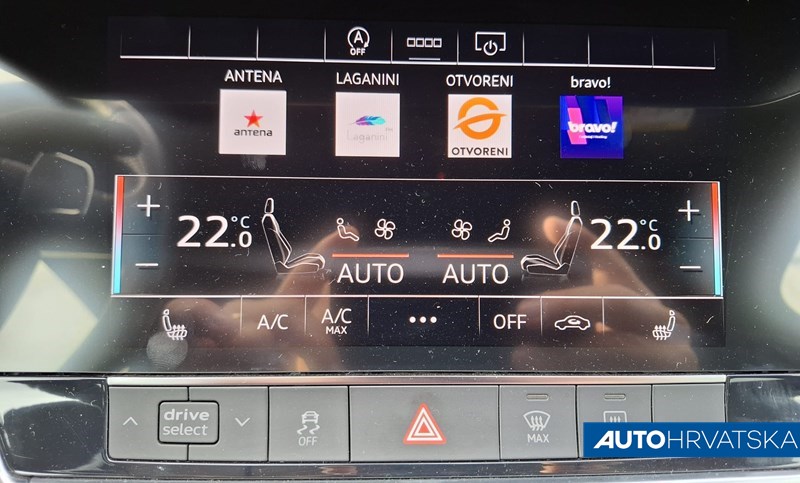 A
OFF
ANTENA LAGANINI OTVORENI bravo!
antena Laganini OTVORENI bravo!
+ 22.0 °C 22.0 °C +
- AUTO AUTO -
A/C A/C MAX ... OFF
drive select OFF MAX
AUTOHRVATSKA